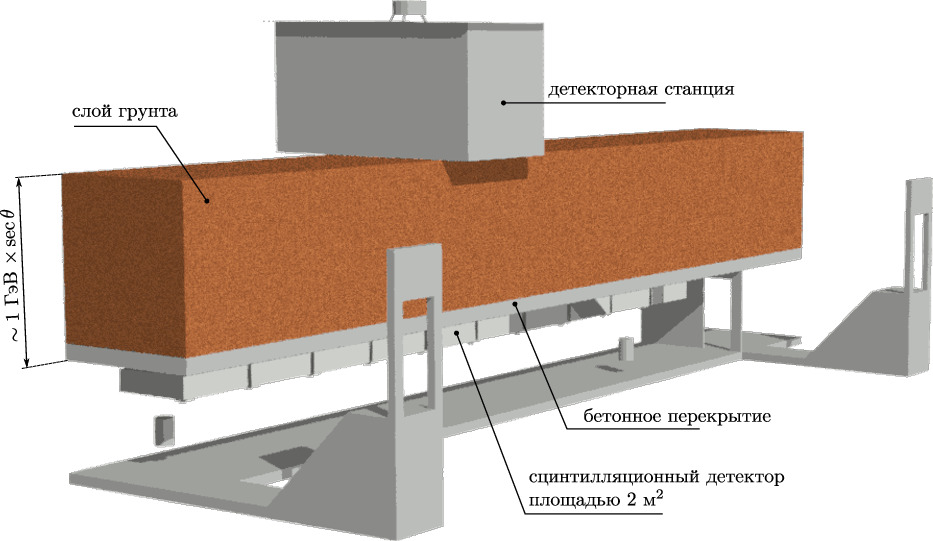 детекторная станция
слой грунта
~ 1 ГэВ × sec θ
бетонное перекрытие
сцинтилляционный детектор
площадью 2 м²